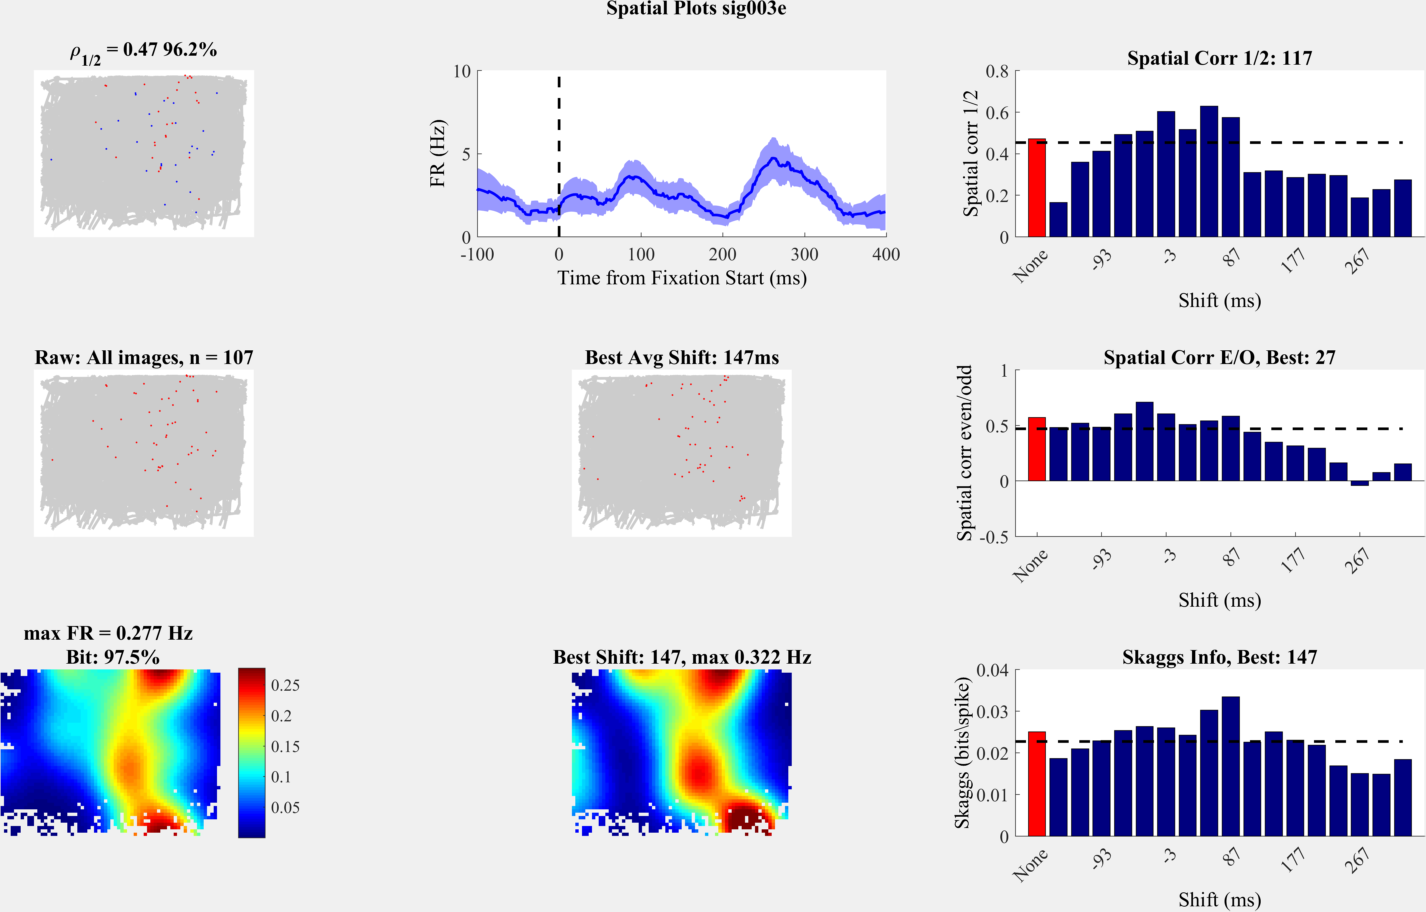 Spatial Plots sig003e
ρ1/2 = 0.47 96.2%
10
5
0
FR (Hz)
-100
0
100
200
300
400
Time from Fixation Start (ms)
Spatial Corr 1/2: 117
0.8
0.6
0.4
0.2
0
Spatial corr 1/2
None
-93
-3
87
177
267
Shift (ms)
Raw: All images, n = 107
Best Avg Shift: 147ms
Spatial Corr E/O, Best: 27
1
0.5
0
-0.5
Spatial corr even/odd
None
-93
-3
87
177
267
Shift (ms)
max FR = 0.277 Hz
Bit: 97.5%
0.25
0.2
0.15
0.1
0.05
Best Shift: 147, max 0.322 Hz
Skaggs Info, Best: 147
0.04
0.03
0.02
0.01
0
Skaggs (bits\spike)
None
-93
-3
87
177
267
Shift (ms)